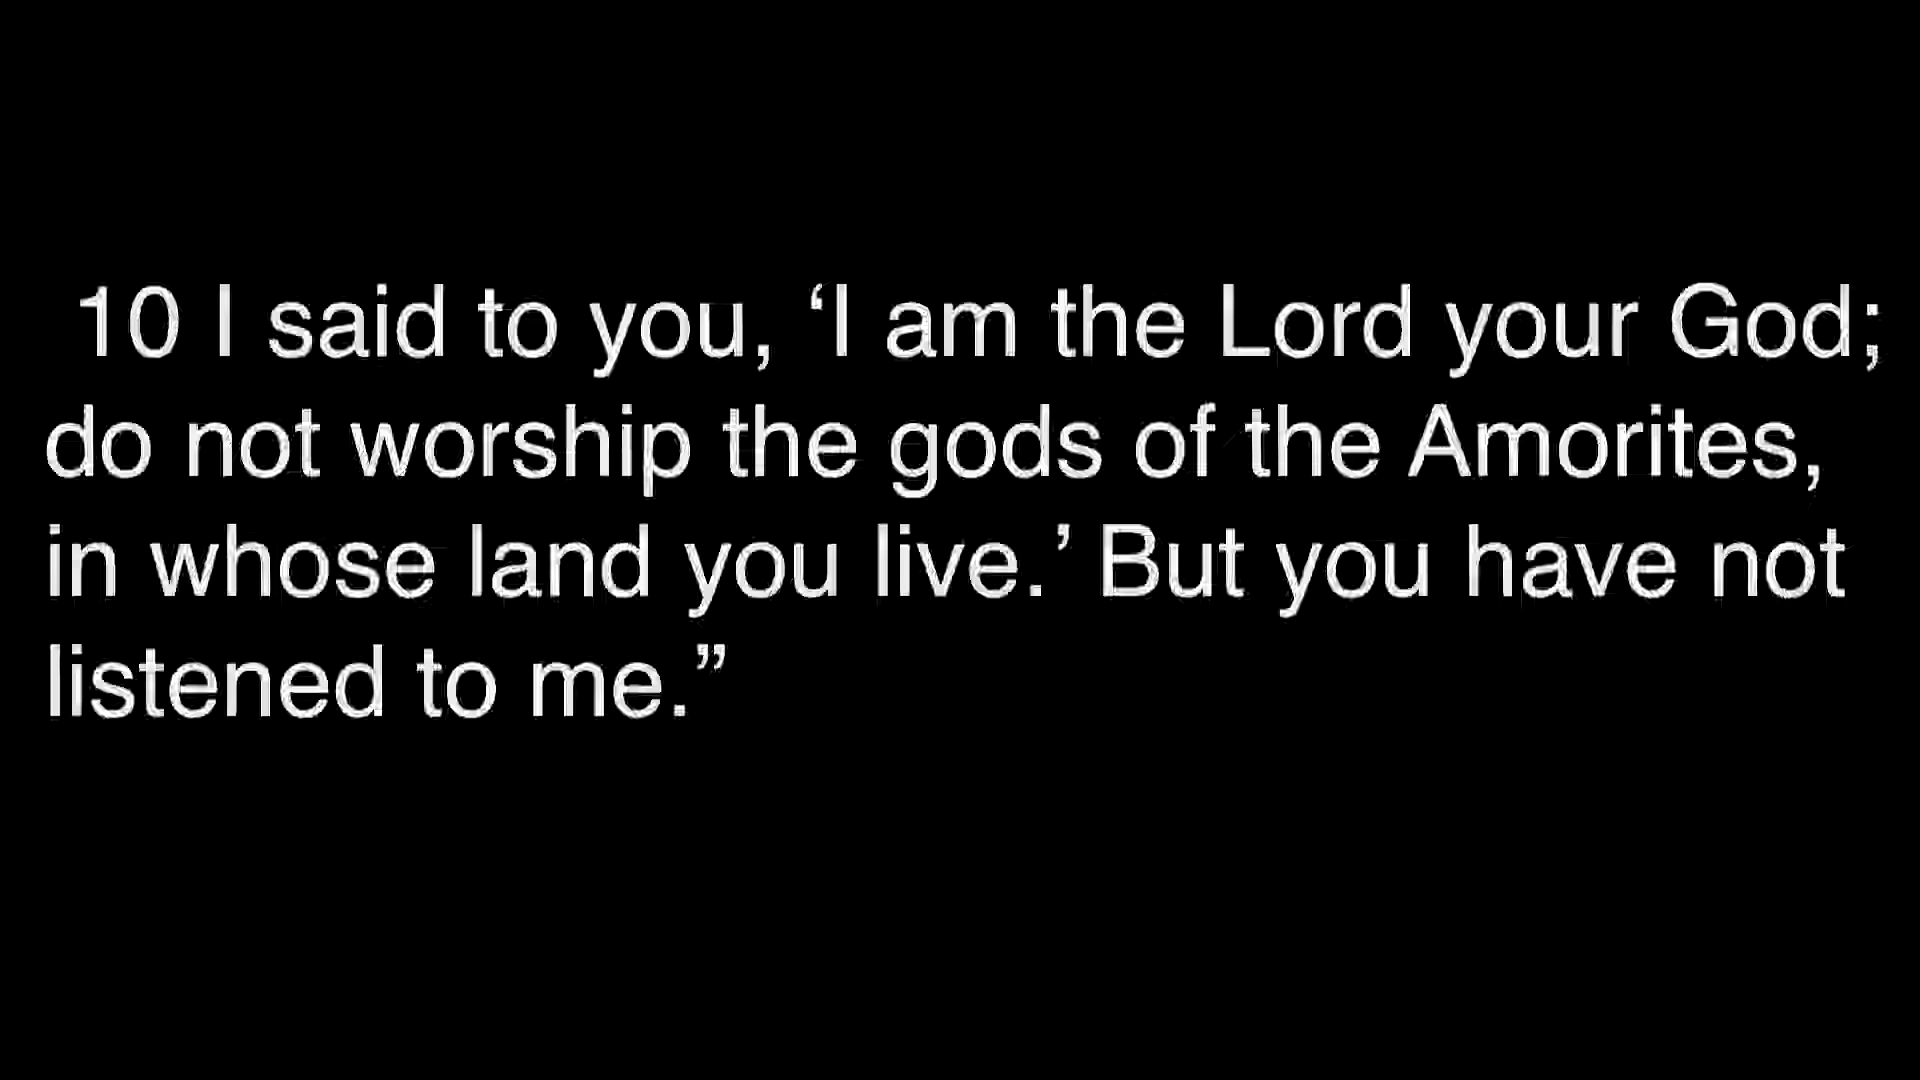 10 I said to you, ‘I am the Lord your God;
do not worship the gods of the Amorites,
in whose land you live.’ But you have not
listened to me.”